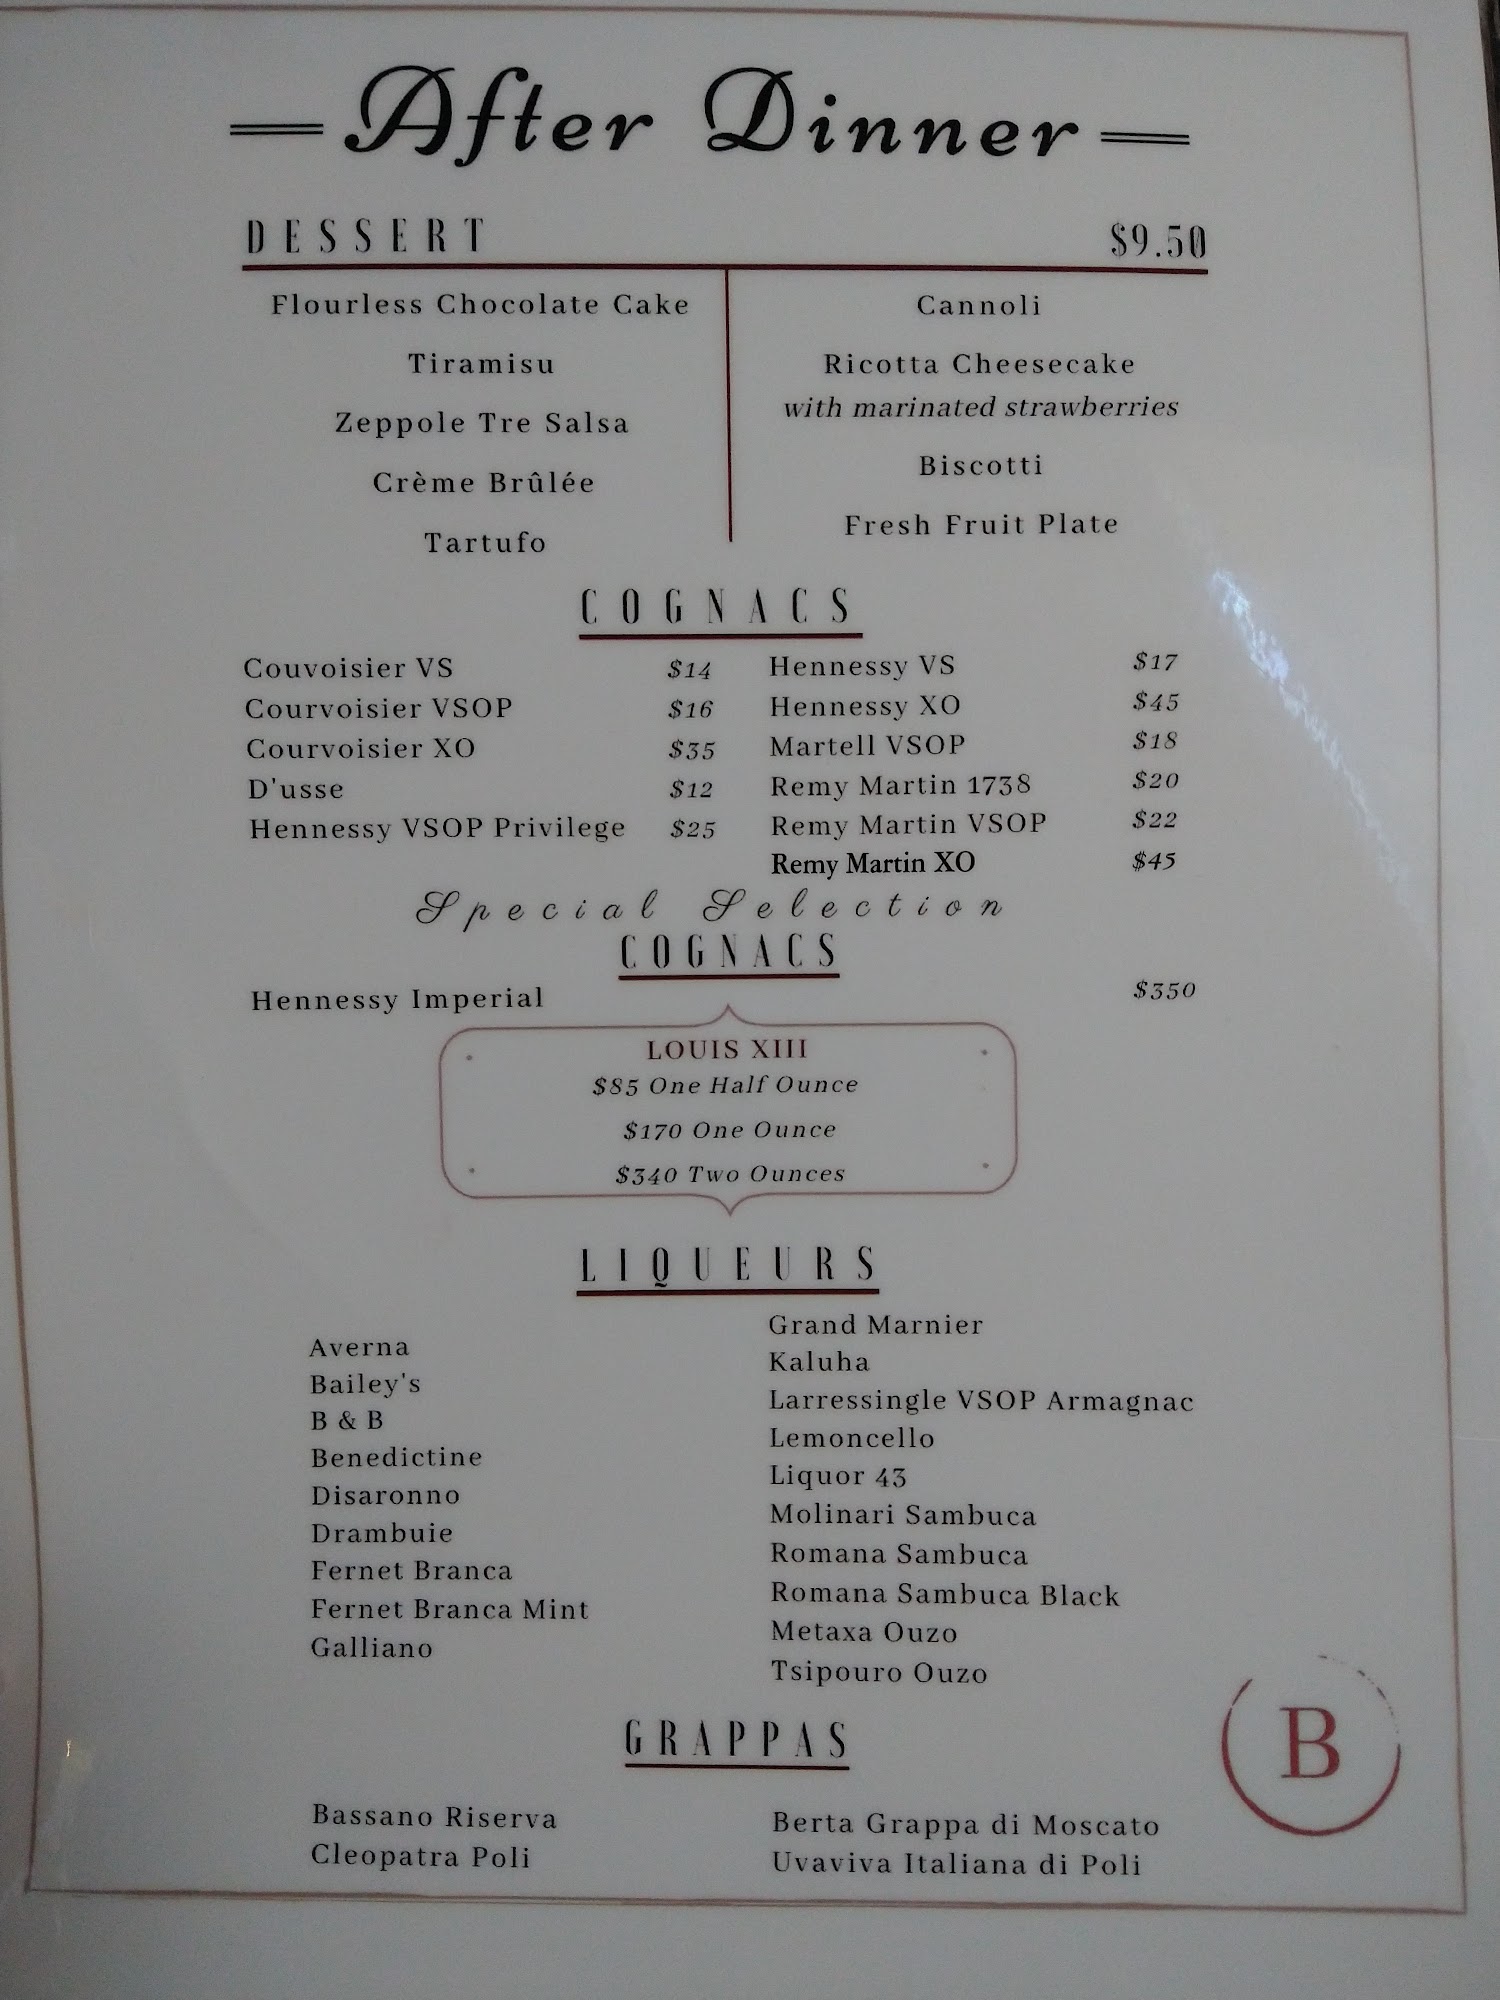 After Dinner
DESSERT $9.50
Flourless Chocolate Cake
Tiramisu
Zeppole Tre Salsa
Crème Brûlée
Tartufo
Cannoli
Ricotta Cheesecake
with marinated strawberries
Biscotti
Fresh Fruit Plate
COGNACS
Couvoisier VS $14
Courvoisier VSOP $16
Courvoisier XO $35
D'usse $12
Hennessy VSOP Privilege $25
Hennessy VS $17
Hennessy XO $45
Martell VSOP $18
Remy Martin 1738 $20
Remy Martin VSOP $22
Remy Martin XO $45
Special Selection
COGNACS
Hennessy Imperial $350
LOUIS XIII
$85 One Half Ounce
$170 One Ounce
$340 Two Ounces
LIQUEURS
Averna
Bailey's
B & B
Benedictine
Disaronno
Drambuie
Fernet Branca
Fernet Branca Mint
Galliano
Grand Marnier
Kaluha
Larressingle VSOP Armagnac
Lemoncello
Liquor 43
Molinari Sambuca
Romana Sambuca
Romana Sambuca Black
Metaxa Ouzo
Tsipouro Ouzo
GRAPPAS
Bassano Riserva
Cleopatra Poli
Berta Grappa di Moscato
Uvaviva Italiana di Poli
B